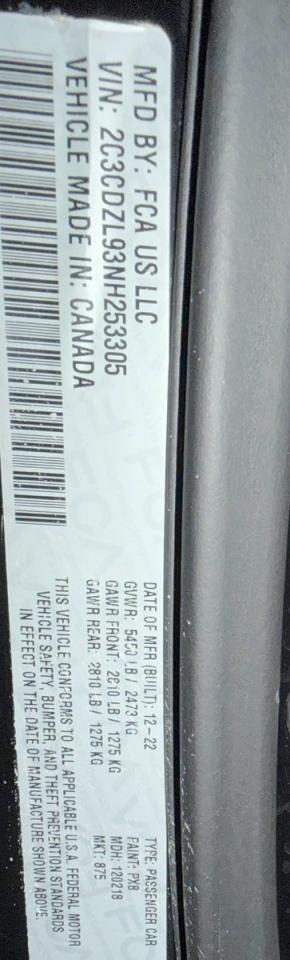 MFD BY: FCA US LLC
VIN: 2C3CDZL93NH253305
VEHICLE MADE IN: CANADA
DATE OF MFR (BUILT): 12-22
GVWR: 5450 LB / 2473 KG
GAWR FRONT: 2810 LB / 1275 KG
GAWR REAR: 2810 LB / 1275 KG
TYPE: PASSENGER CAR
PAINT: PX8
MDH: 120218
MKT: 875
THIS VEHICLE CONFORMS TO ALL APPLICABLE U.S.A. FEDERAL MOTOR
VEHICLE SAFETY, BUMPER, AND THEFT PREVENTION STANDARDS
IN EFFECT ON THE DATE OF MANUFACTURE SHOWN ABOVE.